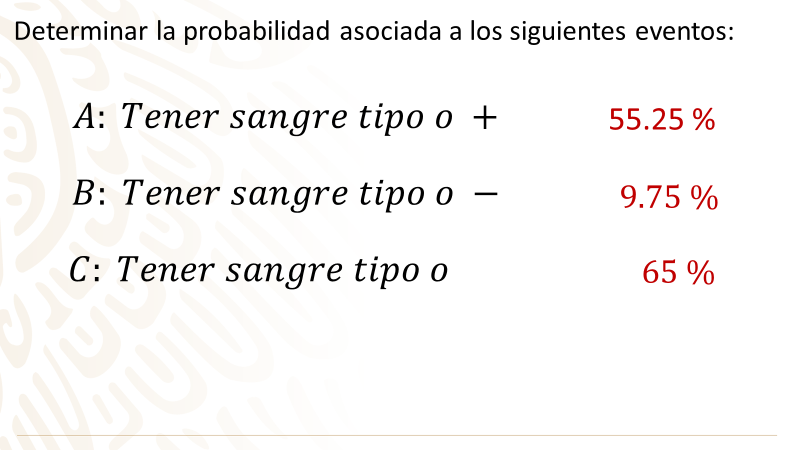 Determinar la probabilidad asociada a los siguientes eventos:
A: Tener sangre tipo o + 55.25 %
B: Tener sangre tipo o − 9.75 %
C: Tener sangre tipo o 65 %